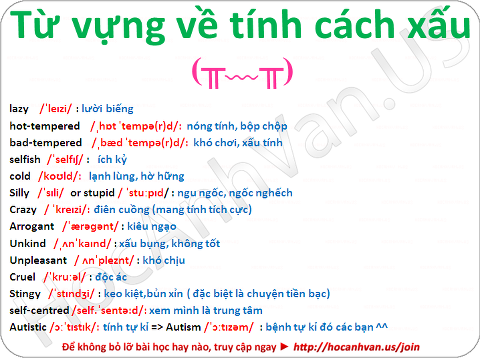 Từ vựng về tính cách xấu
(╥﹏╥)
lazy /ˈleɪzi/ : lười biếng
hot-tempered /ˌhɒt ˈtempə(r)d/: nóng tính, bộp chộp
bad-tempered /ˌbæd ˈtempə(r)d/: khó chơi, xấu tính
selfish /ˈselfɪʃ/ : ích kỷ
cold /koʊld/: lạnh lùng, hờ hững
Silly /ˈsɪli/ or stupid /ˈstuːpɪd/ : ngu ngốc, ngốc nghếch
Crazy /ˈkreɪzi/: điên cuồng (mang tính tích cực)
Arrogant /ˈærəgənt/ : kiêu ngạo
Unkind /ˌʌnˈkaɪnd/ : xấu bụng, không tốt
Unpleasant /ʌnˈpleznt/ : khó chịu
Cruel /ˈkruːəl/ : độc ác
Stingy /ˈstɪndʒi/ : keo kiệt,bủn xỉn ( đặc biệt là chuyện tiền bạc)
self-centred /self.ˈsentəːd/ : xem mình là trung tâm
Autistic /ɔːˈtɪstɪk/: tính tự kỉ => Autism /ˈɔːtɪzəm/ : bệnh tự kỉ đó các bạn ^^
Để không bỏ lỡ bài học hay nào, truy cập ngay ► http://hocanhvan.us/join
HocAnhVan.Us